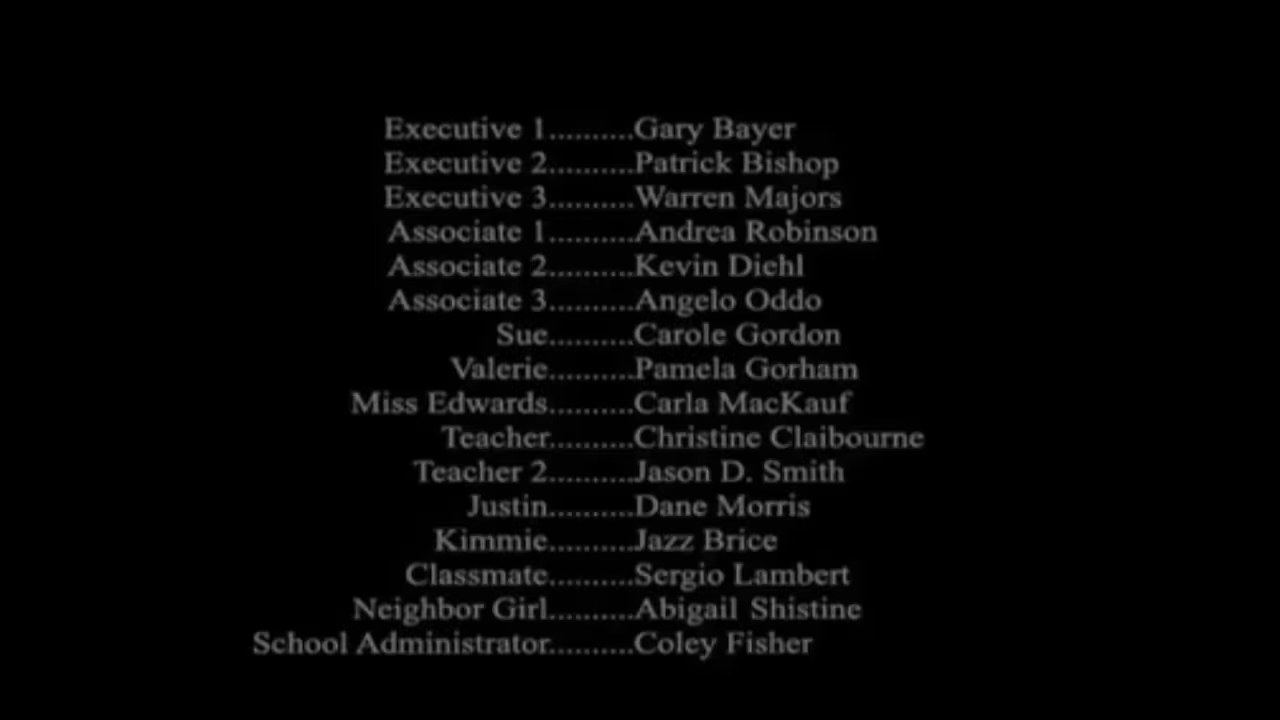 Executive 1..........Gary Bayer
Executive 2..........Patrick Bishop
Executive 3..........Warren Majors
Associate 1..........Andrea Robinson
Associate 2..........Kevin Diehl
Associate 3..........Angelo Oddo
Sue..........Carole Gordon
Valerie..........Pamela Gorham
Miss Edwards..........Carla MacKauf
Teacher..........Christine Claibourne
Teacher 2..........Jason D. Smith
Justin..........Dane Morris
Kimmie..........Jazz Brice
Classmate..........Sergio Lambert
Neighbor Girl..........Abigail Shistine
School Administrator..........Coley Fisher